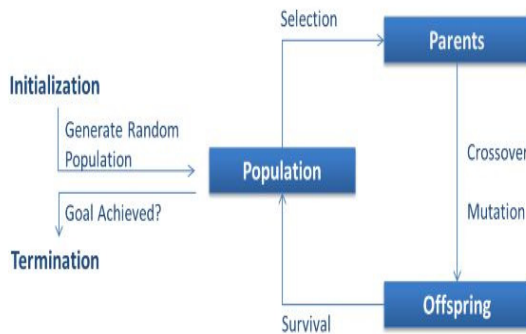 Selection
Parents
Initialization
Generate Random
Population
Population
Crossover
Goal Achieved?
Mutation
Termination
Offspring
Survival